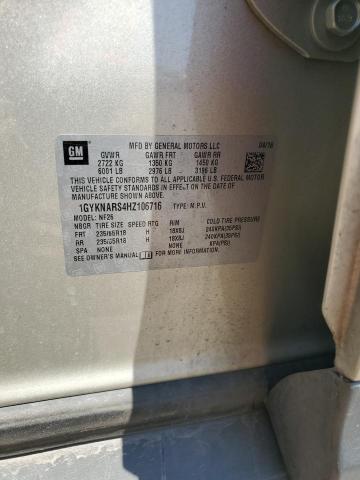 GM
MFD BY GENERAL MOTORS LLC 04/16
GVWR GAWR FRT GAWR RR
2722 KG 1350 KG 1450 KG
6001 LB 2976 LB 3196 LB
THIS VEHICLE CONFORMS TO ALL APPLICABLE U.S. FEDERAL MOTOR
VEHICLE SAFETY STANDARDS IN EFFECT ON THE DATE OF
MANUFACTURE SHOWN ABOVE.
1GYKNARS4HZ106716 TYPE: M.P.V.
MODEL: NF26
NBGR TIRE SIZE SPEED RTG RIM COLD TIRE PRESSURE
FRT 235/65R18 H 18X8J 240KPA(35PSI)
RR 235/65R18 H 18X8J 240KPA(35PSI)
SPA NONE NONE KPA(PSI)
SEE OWNER'S MANUAL FOR MORE INFORMATION.